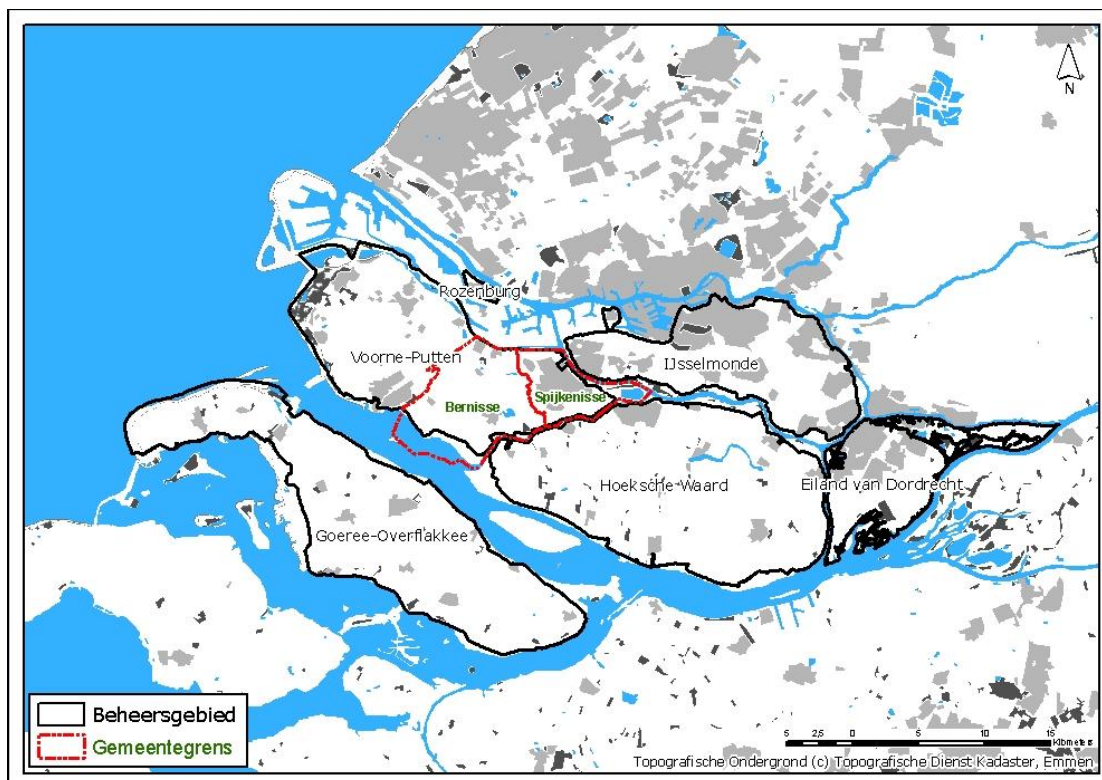 N
Rozenburg
Voorne-Putten
IJsselmonde
Bernisse
Spijkenisse
Hoeksche Waard
Eiland van Dordrecht
Goeree-Overflakkee
Beheersgebied
Gemeentegrens
5 2,5 0 5 10 15
Kilometers
Topografische Ondergrond (c) Topografische Dienst Kadaster, Emmen